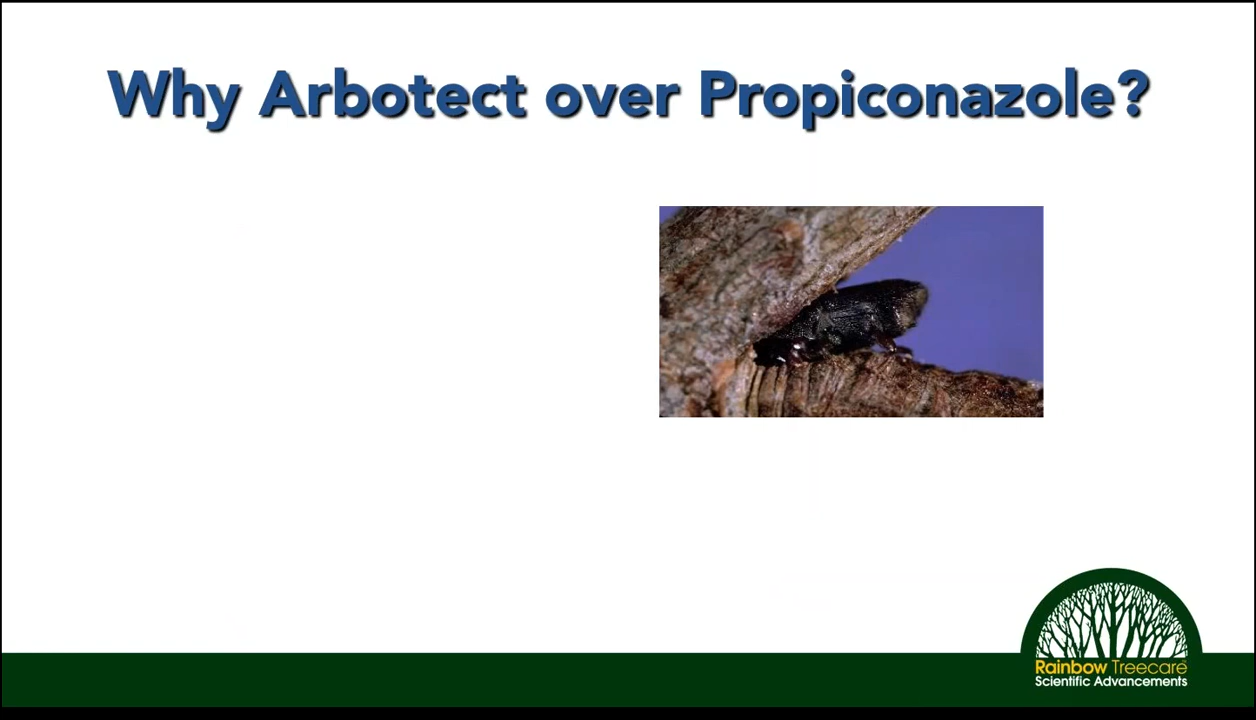 Why Arbotect over Propiconazole?
Rainbow Treecare
Scientific Advancements